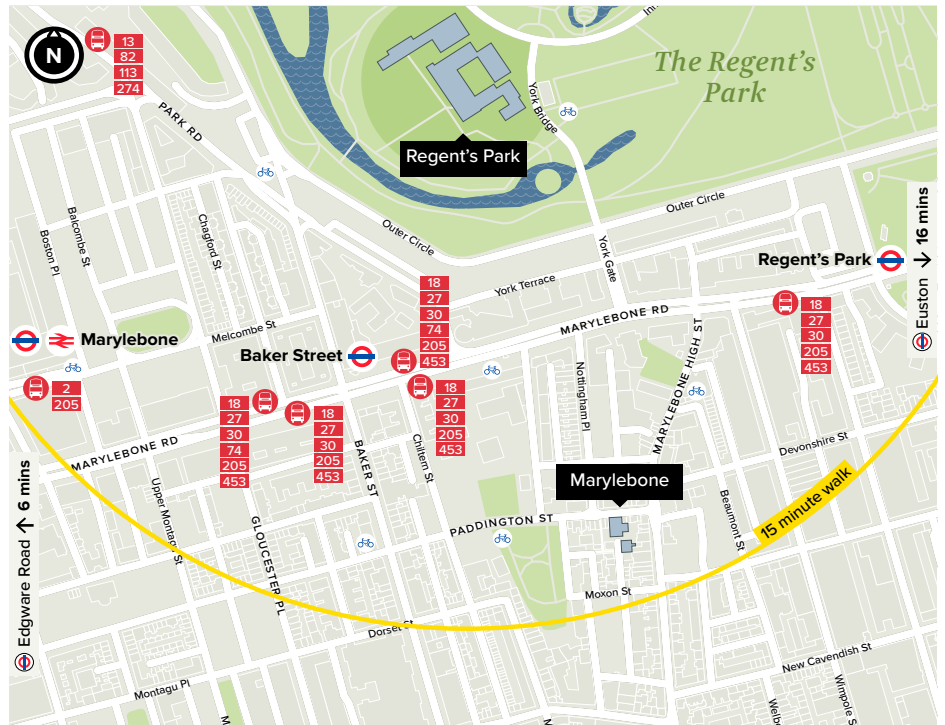 N
13
82
113
274
PARK RD
The Regent's
Park
York Bridge
Inn
Regent's Park
Balcombe St
Boston Pl
Chagford St
Outer Circle
Outer Circle
York Gate
York Terrace
Regent's Park
Euston → 16 mins
18
27
30
74
205
453
MARYLEBONE RD
18
27
30
205
453
Marylebone
Melcombe St
Baker Street
2
205
18
27
30
74
205
453
18
27
30
205
453
18
27
30
205
453
Nottingham Pl
MARYLEBONE HIGH ST
MARYLEBONE RD
BAKER ST
Chiltern St
Devonshire St
Marylebone
15 minute walk
Edgware Road ↑ 6 mins
Upper Montagu St
GLOUCESTER PL
PADDINGTON ST
Beaumont St
Moxon St
Dorset St
New Cavendish St
Montagu Pl
Wimpole St
Welb
M
M